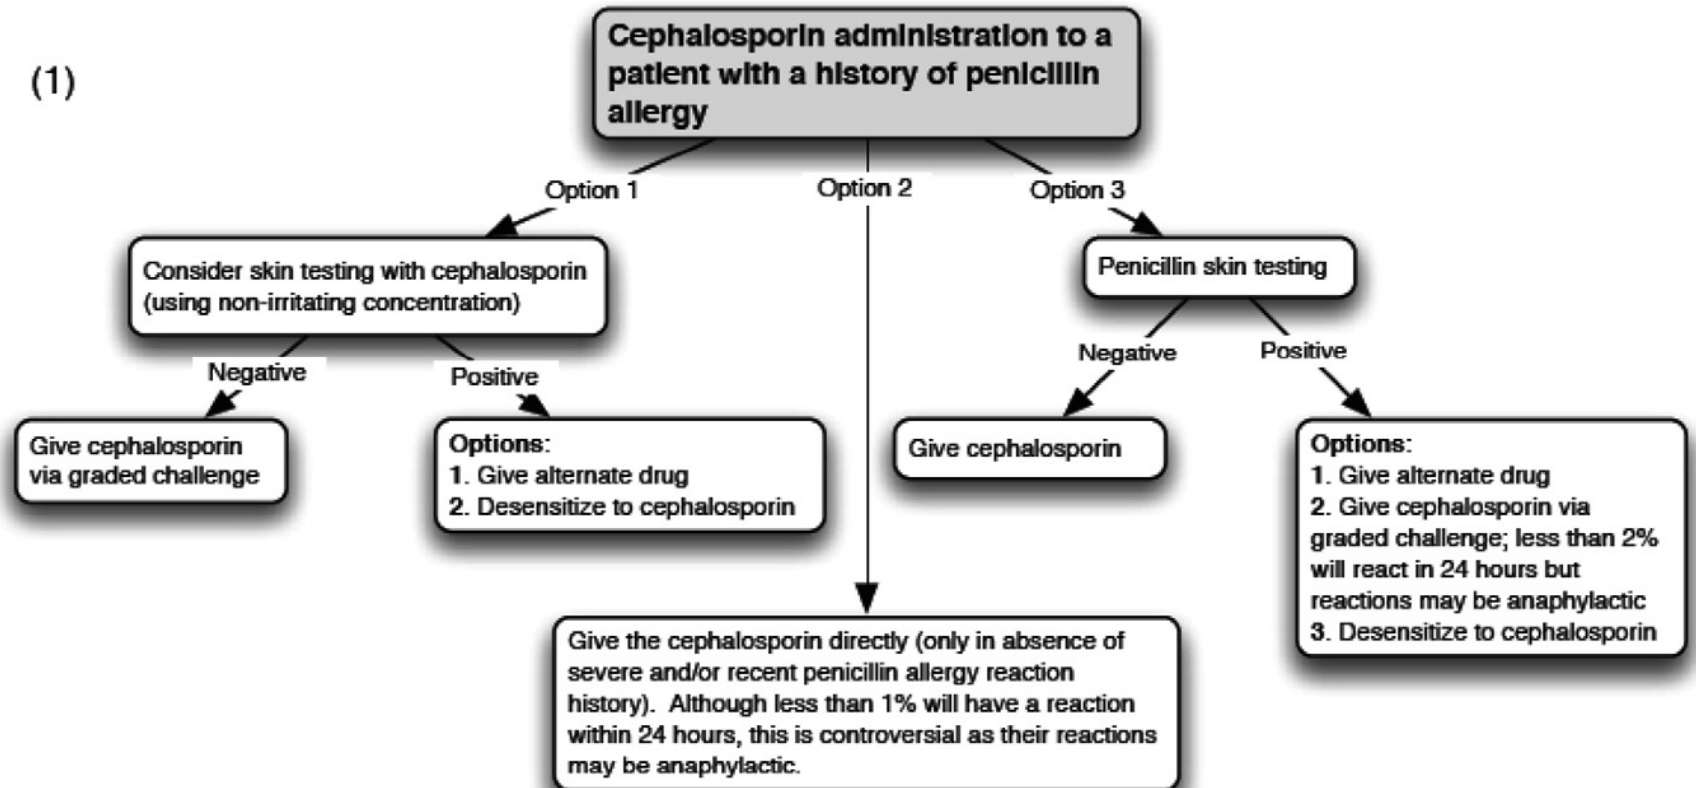 (1)
Cephalosporin administration to a
patient with a history of penicillin
allergy
Option 1
Option 2
Option 3
Consider skin testing with cephalosporin
(using non-irritating concentration)
Penicillin skin testing
Negative
Positive
Negative
Positive
Give cephalosporin
via graded challenge
Options:
1. Give alternate drug
2. Desensitize to cephalosporin
Give cephalosporin
Options:
1. Give alternate drug
2. Give cephalosporin via
graded challenge; less than 2%
will react in 24 hours but
reactions may be anaphylactic
3. Desensitize to cephalosporin
Give the cephalosporin directly (only in absence of
severe and/or recent penicillin allergy reaction
history).  Although less than 1% will have a reaction
within 24 hours, this is controversial as their reactions
may be anaphylactic.